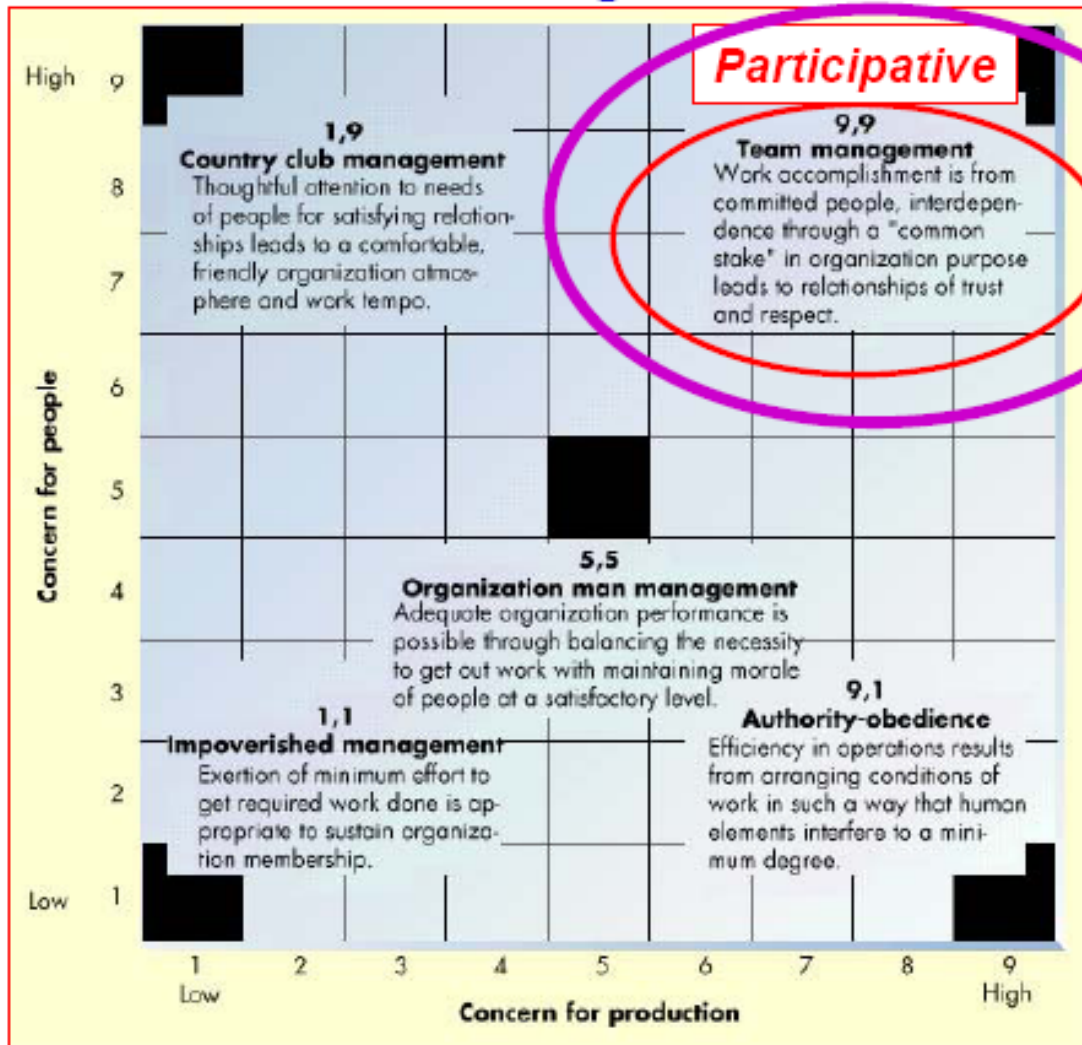 Participative
High
9
8
7
6
5
4
3
2
1
Low
Concern for people
1,9
Country club management
Thoughtful attention to needs
of people for satisfying relation-
ships leads to a comfortable,
friendly organization atmos-
phere and work tempo.
9,9
Team management
Work accomplishment is from
committed people, interdepen-
dence through a "common
stake" in organization purpose
leads to relationships of trust
and respect.
5,5
Organization man management
Adequate organization performance is
possible through balancing the necessity
to get out work with maintaining morale
of people at a satisfactory level.
1,1
Impoverished management
Exertion of minimum effort to
get required work done is ap-
propriate to sustain organiza-
tion membership.
9,1
Authority-obedience
Efficiency in operations results
from arranging conditions of
work in such a way that human
elements interfere to a mini-
mum degree.
1 2 3 4 5 6 7 8 9
Low High
Concern for production